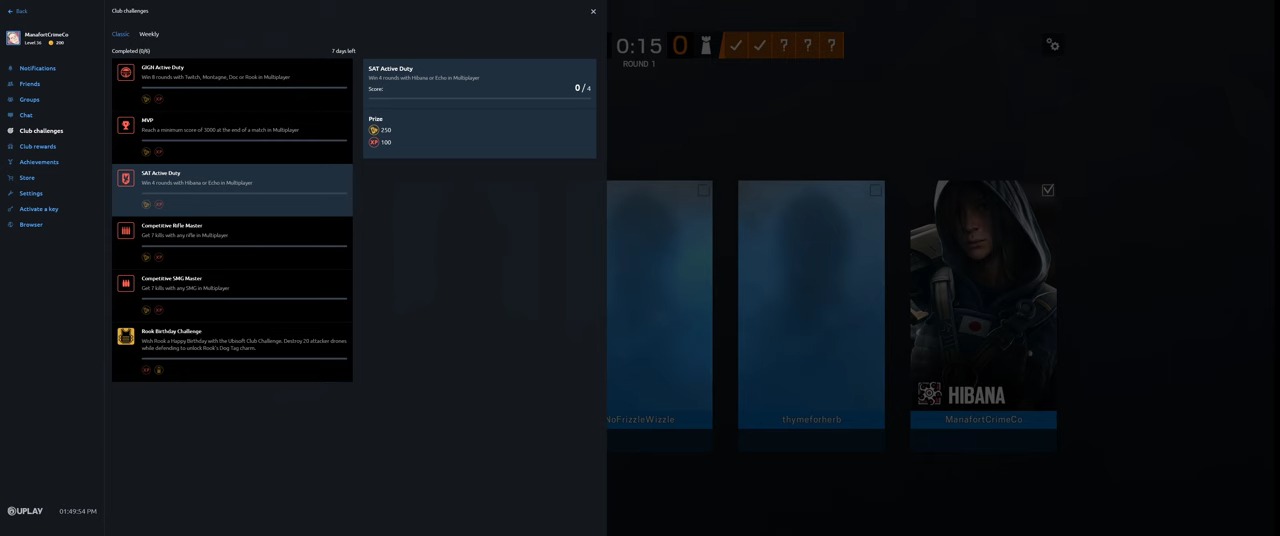 Back
Club challenges
ManafortCrimeCo
Level 36 200
Classic Weekly
Completed (0/6) 7 days left
Notifications
Friends
Groups
Chat
Club challenges
Club rewards
Achievements
Store
Settings
Activate a key
Browser
GIGN Active Duty
Win 8 rounds with Twitch, Montagne, Doc or Rook in Multiplayer
XP
MVP
Reach a minimum score of 3000 at the end of a match in Multiplayer
XP
SAT Active Duty
Win 4 rounds with Hibana or Echo in Multiplayer
XP
Competitive Rifle Master
Get 7 kills with any rifle in Multiplayer
XP
Competitive SMG Master
Get 7 kills with any SMG in Multiplayer
XP
Rook Birthday Challenge
Wish Rook a Happy Birthday with the Ubisoft Club Challenge. Destroy 20 attacker drones
while defending to unlock Rook's Dog Tag charm.
XP
SAT Active Duty
Win 4 rounds with Hibana or Echo in Multiplayer
Score: 0 / 4
Prize
250
XP 100
0:15 0 ? ? ?
ROUND 1
HIBANA
NoFrizzleWizzle thymeforherb ManafortCrimeCo
UPLAY 01:49:54 PM